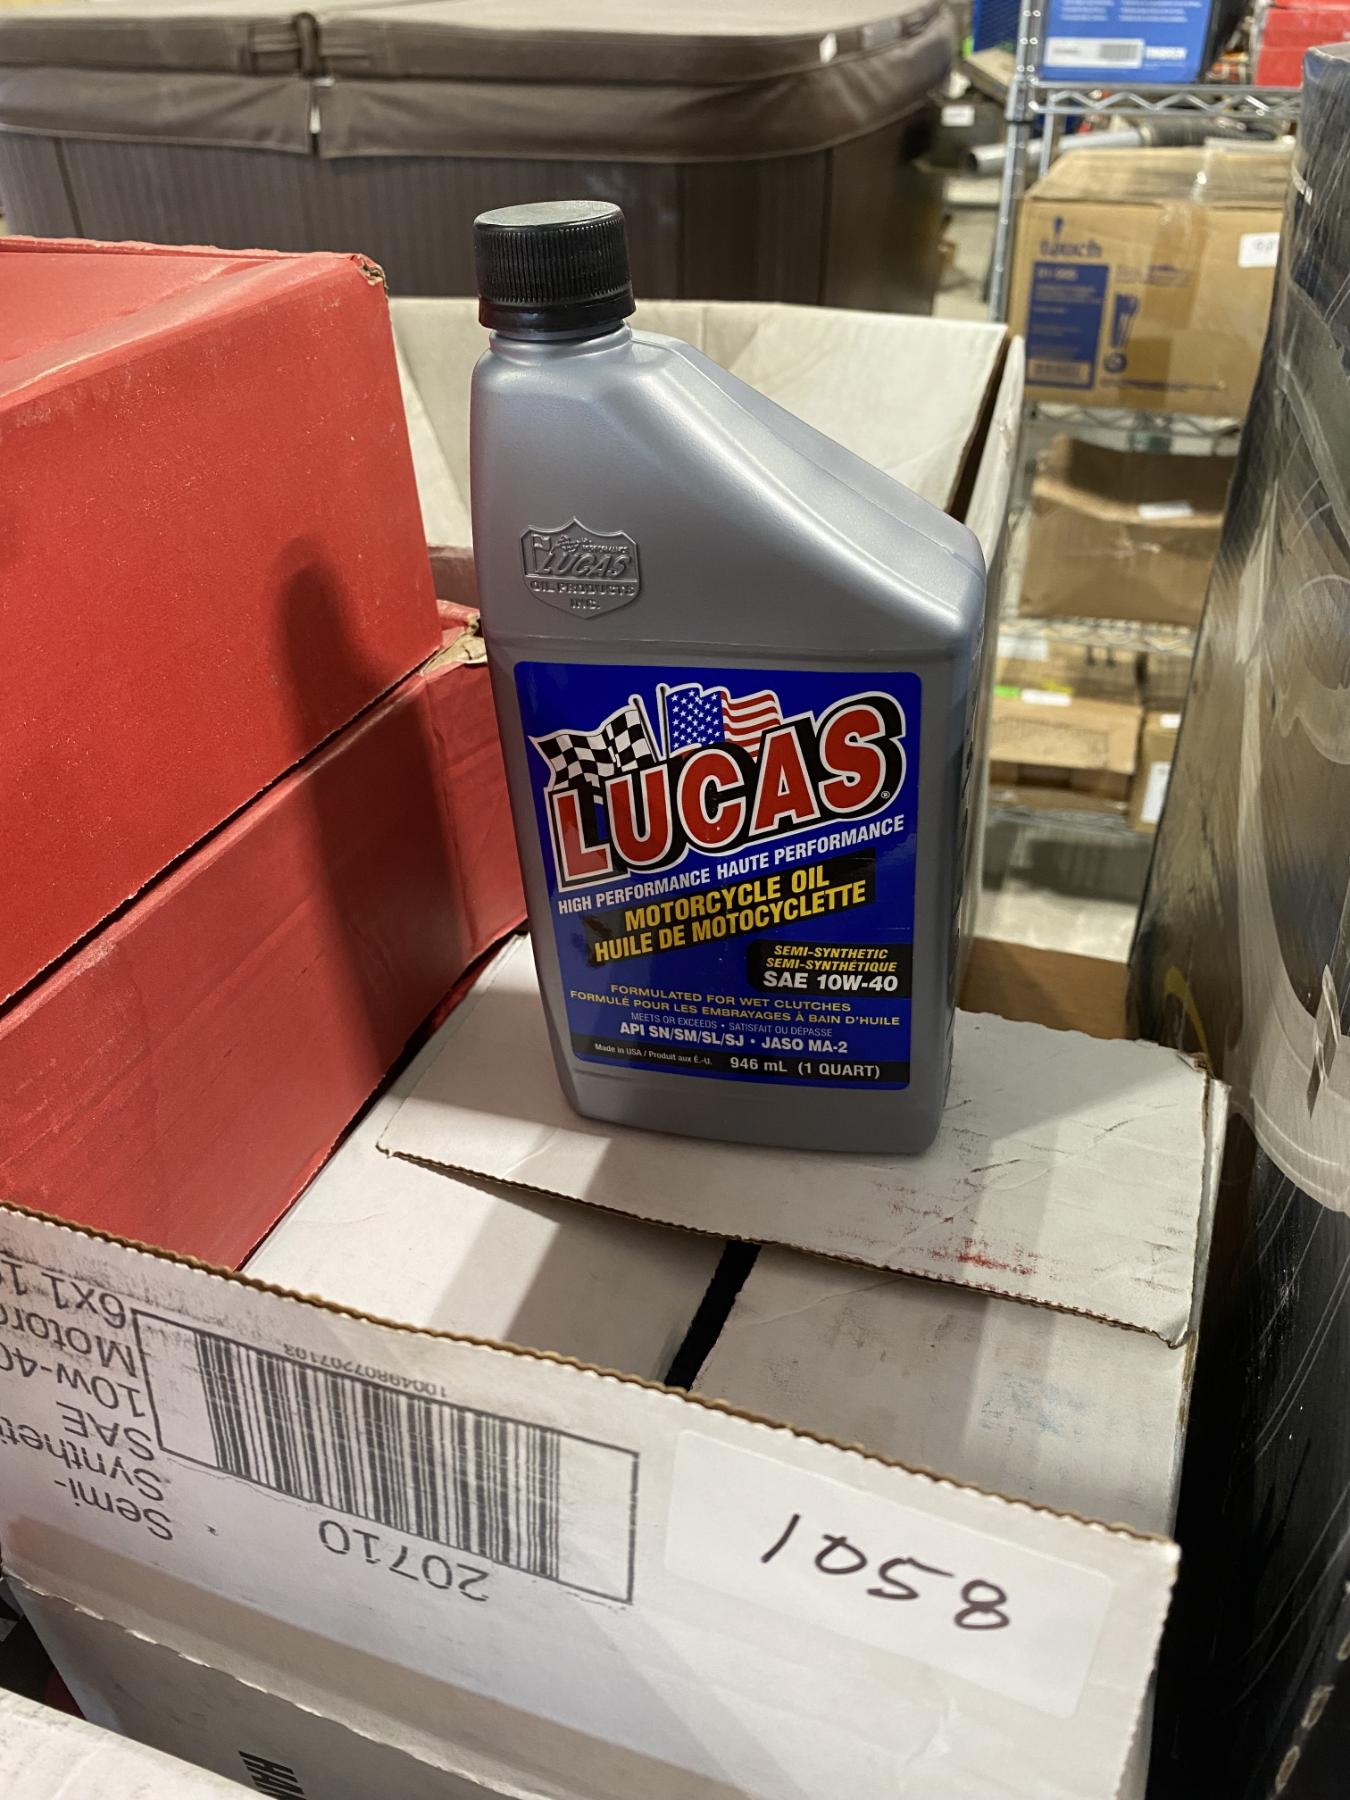 LUCAS
OIL PRODUCTS
INC.
LUCAS
HIGH PERFORMANCE HAUTE PERFORMANCE
MOTORCYCLE OIL
HUILE DE MOTOCYCLETTE
SEMI-SYNTHETIC
SEMI-SYNTHÉTIQUE
SAE 10W-40
FORMULATED FOR WET CLUTCHES
FORMULÉ POUR LES EMBRAYAGES À BAIN D'HUILE
MEETS OR EXCEEDS • SATISFAIT OU DÉPASSE
API SN/SM/SL/SJ • JASO MA-2
Made in USA / Produit aux É.-U. 946 mL (1 QUART)
20710
10049807207103
Semi-
SAE
10W-40
6x1
8501